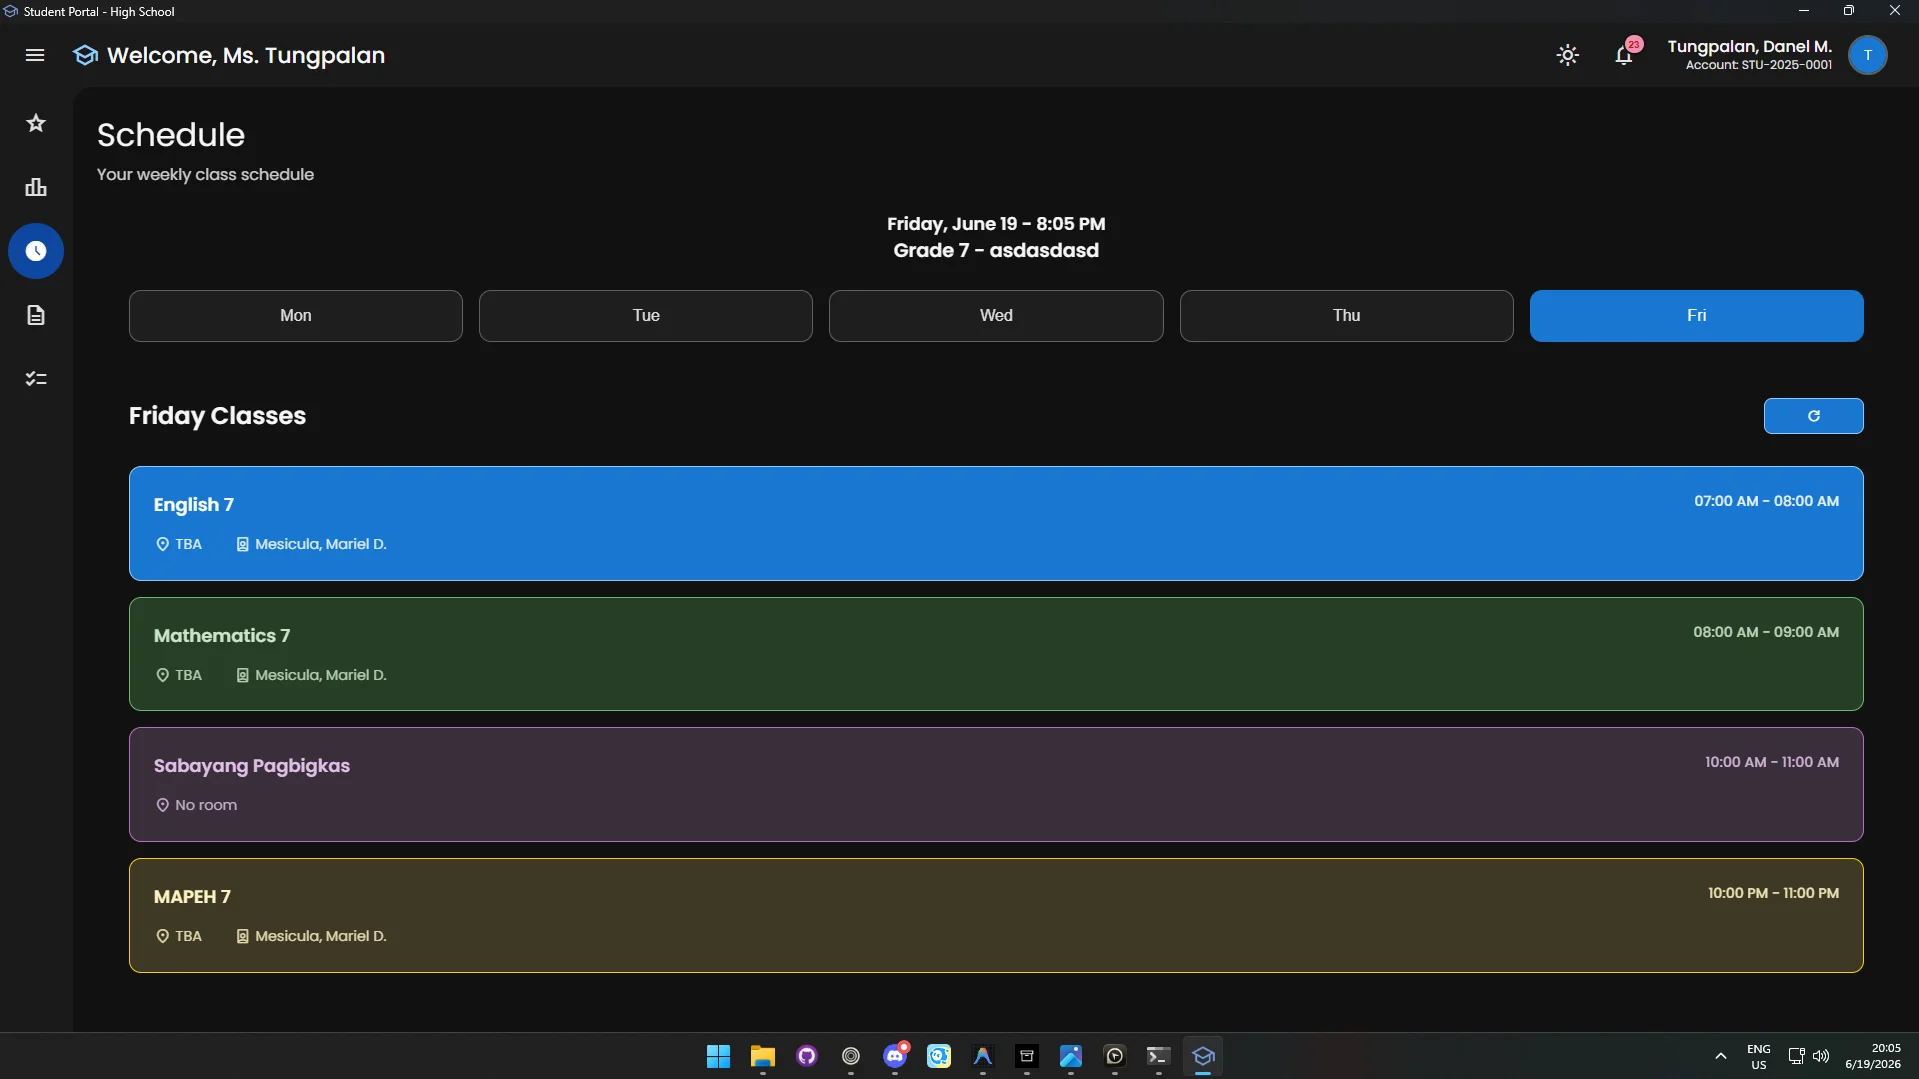 Student Portal - High School
Welcome, Ms. Tungpalan
23
Tungpalan, Danel M.
Account: STU-2025-0001
T
Schedule
Your weekly class schedule
Friday, June 19 - 8:05 PM
Grade 7 - asdasdasd
Mon
Tue
Wed
Thu
Fri
Friday Classes
English 7
07:00 AM - 08:00 AM
TBA
Mesicula, Mariel D.
Mathematics 7
08:00 AM - 09:00 AM
TBA
Mesicula, Mariel D.
Sabayang Pagbigkas
10:00 AM - 11:00 AM
No room
MAPEH 7
10:00 PM - 11:00 PM
TBA
Mesicula, Mariel D.
ENG
US
20:05
6/19/2026